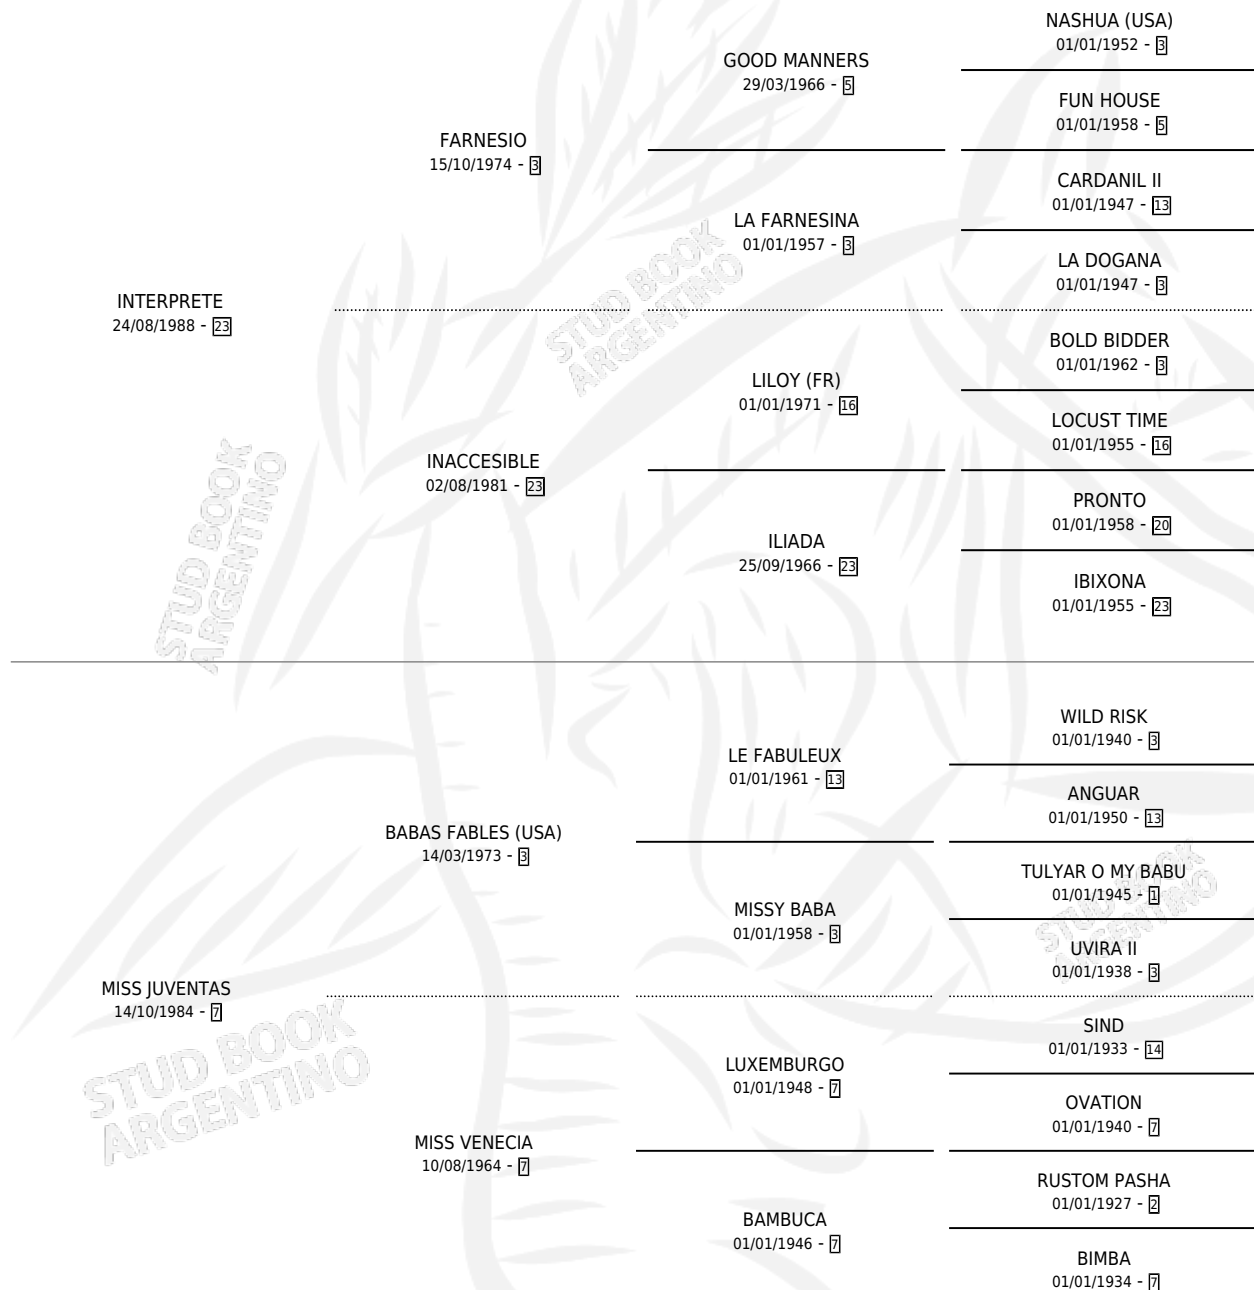 NASHUA (USA)
01/01/1952 - 3
GOOD MANNERS
29/03/1966 - 5
FUN HOUSE
01/01/1958 - 5
FARNESIO
15/10/1974 - 3
CARDANIL II
01/01/1947 - 13
LA FARNESINA
01/01/1957 - 3
LA DOGANA
01/01/1947 - 3
INTERPRETE
24/08/1988 - 23
BOLD BIDDER
01/01/1962 - 3
LILOY (FR)
01/01/1971 - 16
LOCUST TIME
01/01/1955 - 16
INACCESIBLE
02/08/1981 - 23
PRONTO
01/01/1958 - 20
ILIADA
25/09/1966 - 23
IBIXONA
01/01/1955 - 23
WILD RISK
01/01/1940 - 3
LE FABULEUX
01/01/1961 - 13
ANGUAR
01/01/1950 - 13
BABAS FABLES (USA)
14/03/1973 - 3
TULYAR O MY BABU
01/01/1945 - 1
MISSY BABA
01/01/1958 - 3
UVIRA II
01/01/1938 - 3
MISS JUVENTAS
14/10/1984 - 7
SIND
01/01/1933 - 14
LUXEMBURGO
01/01/1948 - 7
OVATION
01/01/1940 - 7
MISS VENECIA
10/08/1964 - 7
RUSTOM PASHA
01/01/1927 - 2
BAMBUCA
01/01/1946 - 7
BIMBA
01/01/1934 - 7
STUD BOOK
ARGENTINO
STUD BOOK
ARGENTINO
STUD BOOK
ARGENTINO
STUD BOOK
ARGENTINO